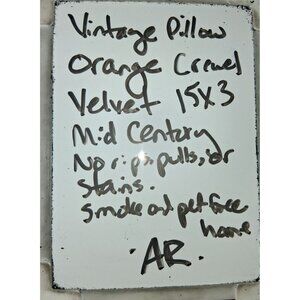 Vintage Pillow
Orange Crewel
Velvet 15x3
Mid Century
No rips, pulls, or
stains.
Smoke and pet free
home
AR